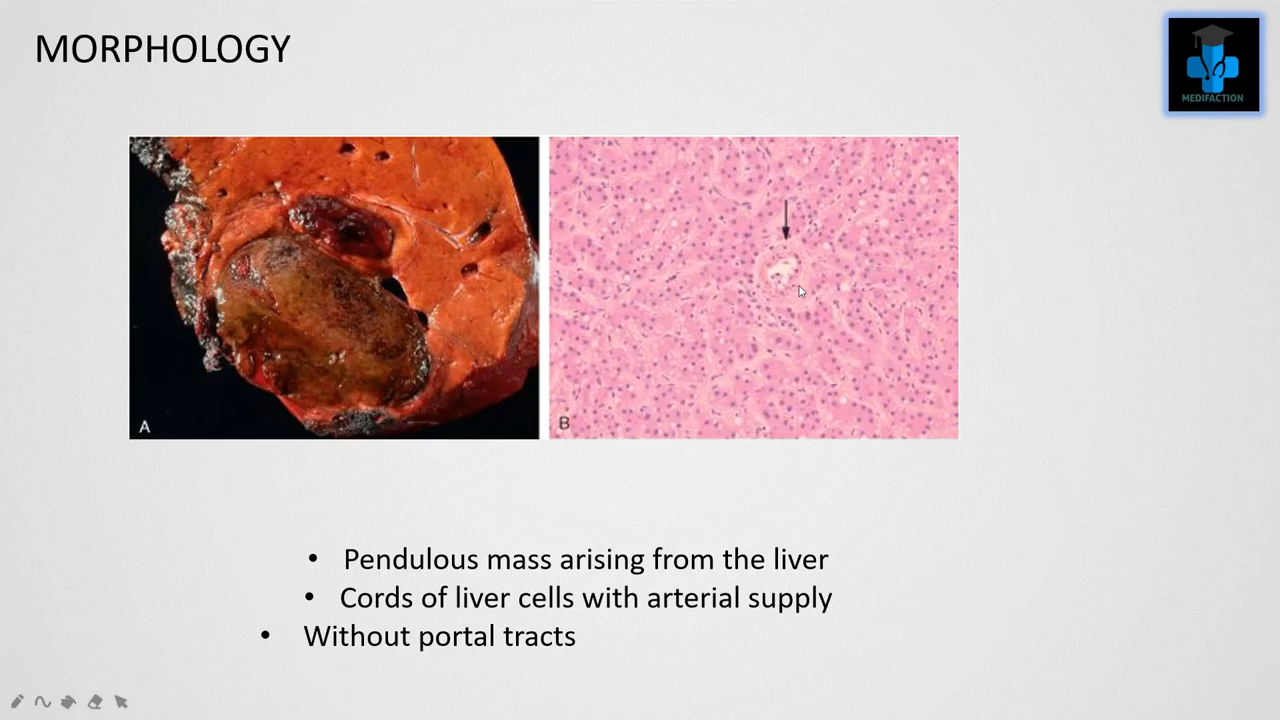 MORPHOLOGY
MEDIFACTION
A
B
• Pendulous mass arising from the liver
• Cords of liver cells with arterial supply
• Without portal tracts